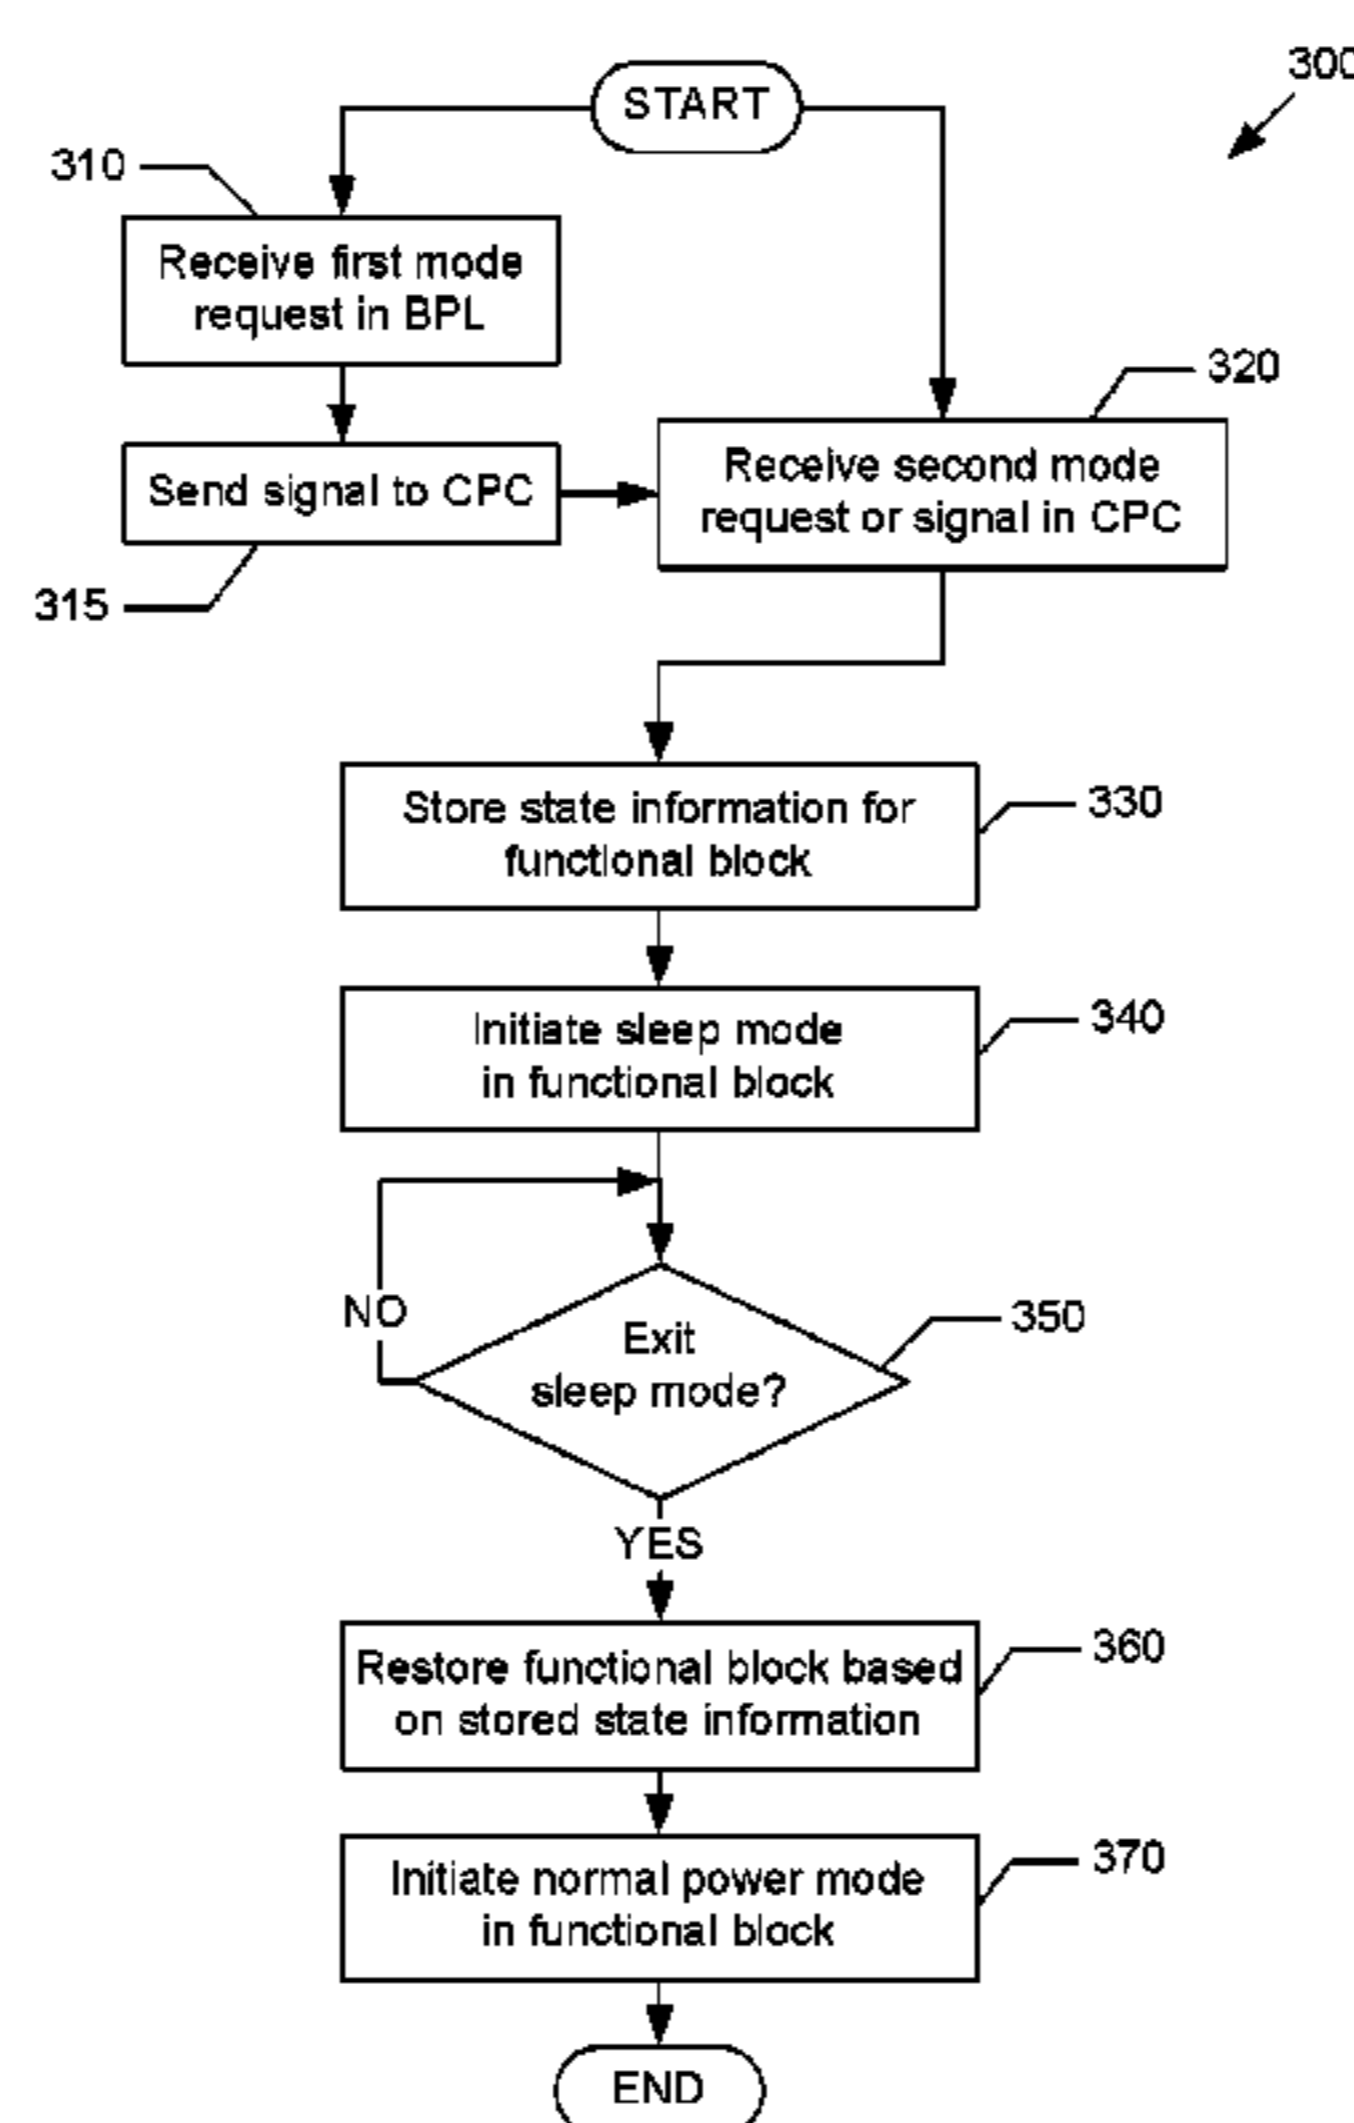 START
300
310
Receive first mode
request in BPL
320
Receive second mode
request or signal in CPC
Send signal to CPC
315
Store state information for
functional block
330
Initiate sleep mode
in functional block
340
NO
Exit
sleep mode?
350
YES
Restore functional block based
on stored state information
360
Initiate normal power mode
in functional block
370
END